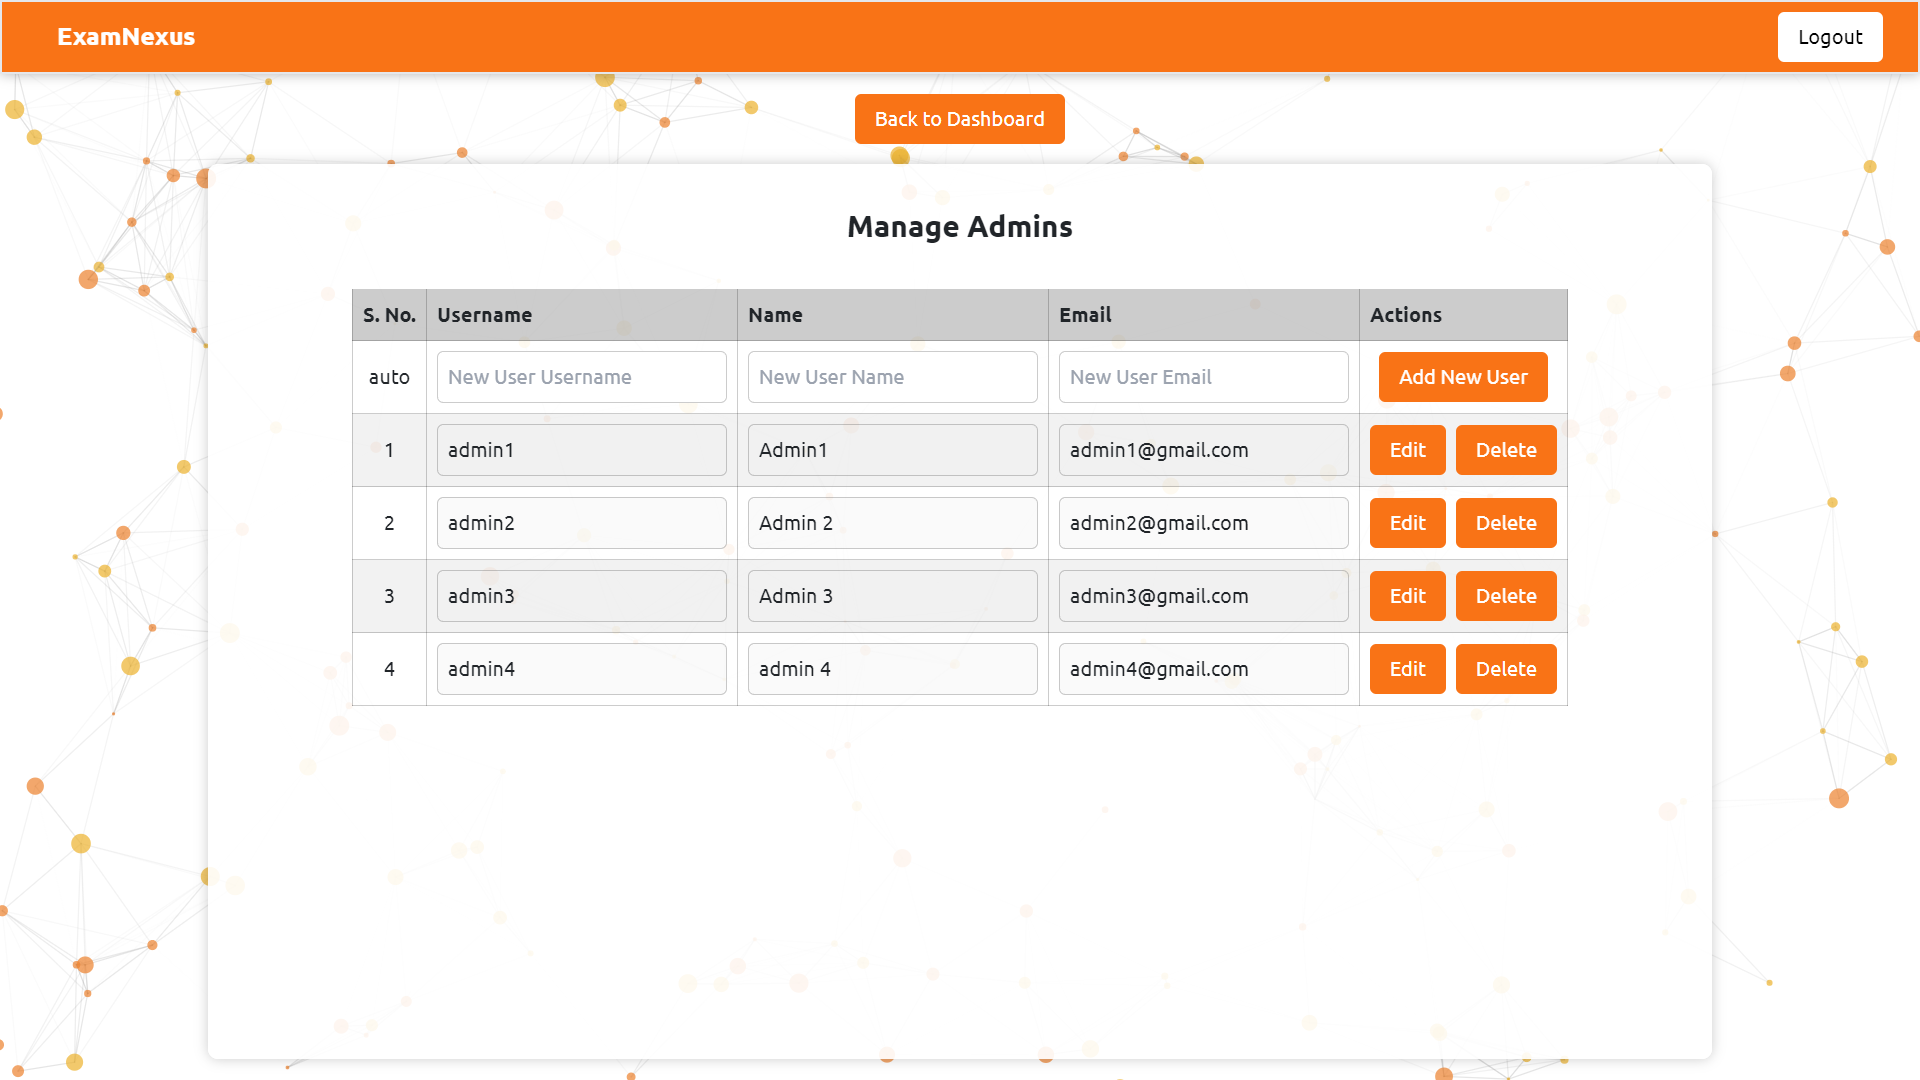 ExamNexus Logout
Back to Dashboard
Manage Admins
S. No. Username Name Email Actions
auto New User Username New User Name New User Email Add New User
1 admin1 Admin1 admin1@gmail.com Edit Delete
2 admin2 Admin 2 admin2@gmail.com Edit Delete
3 admin3 Admin 3 admin3@gmail.com Edit Delete
4 admin4 admin 4 admin4@gmail.com Edit Delete